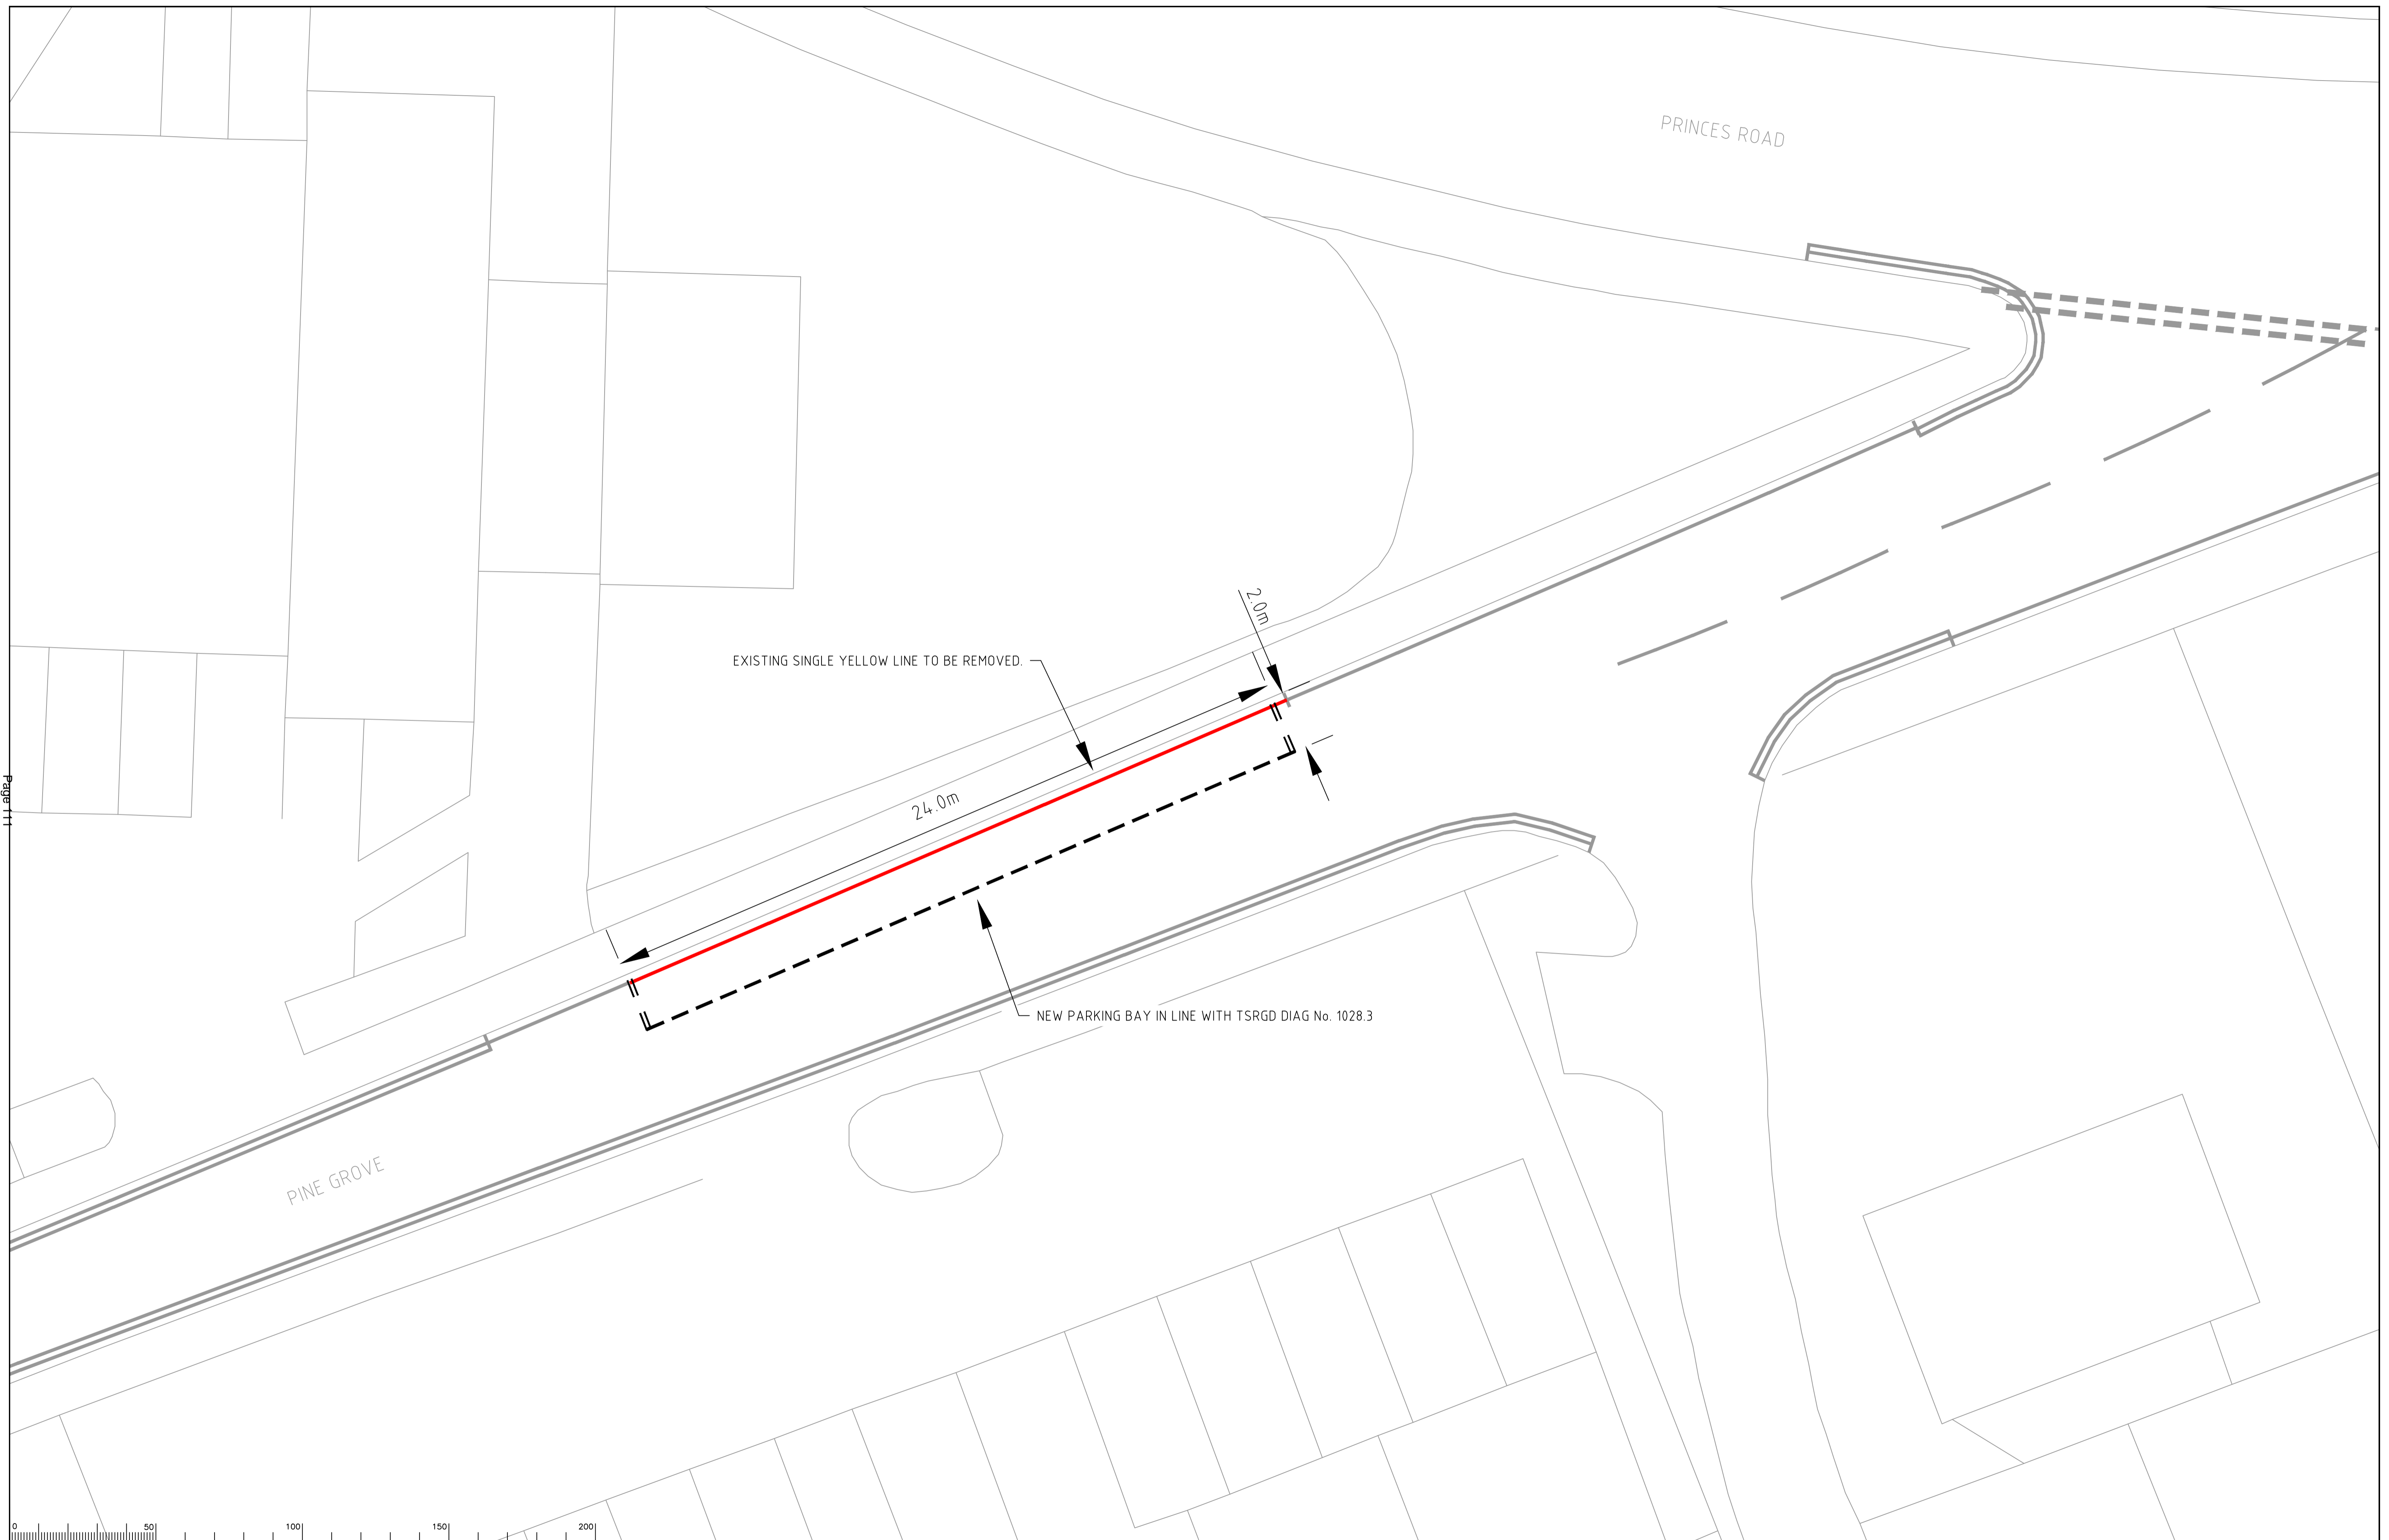 PRINCES ROAD
2.0m
EXISTING SINGLE YELLOW LINE TO BE REMOVED.
24.0m
Page 111
NEW PARKING BAY IN LINE WITH TSRGD DIAG No. 1028.3
PINE GROVE
0 50 100 150 200